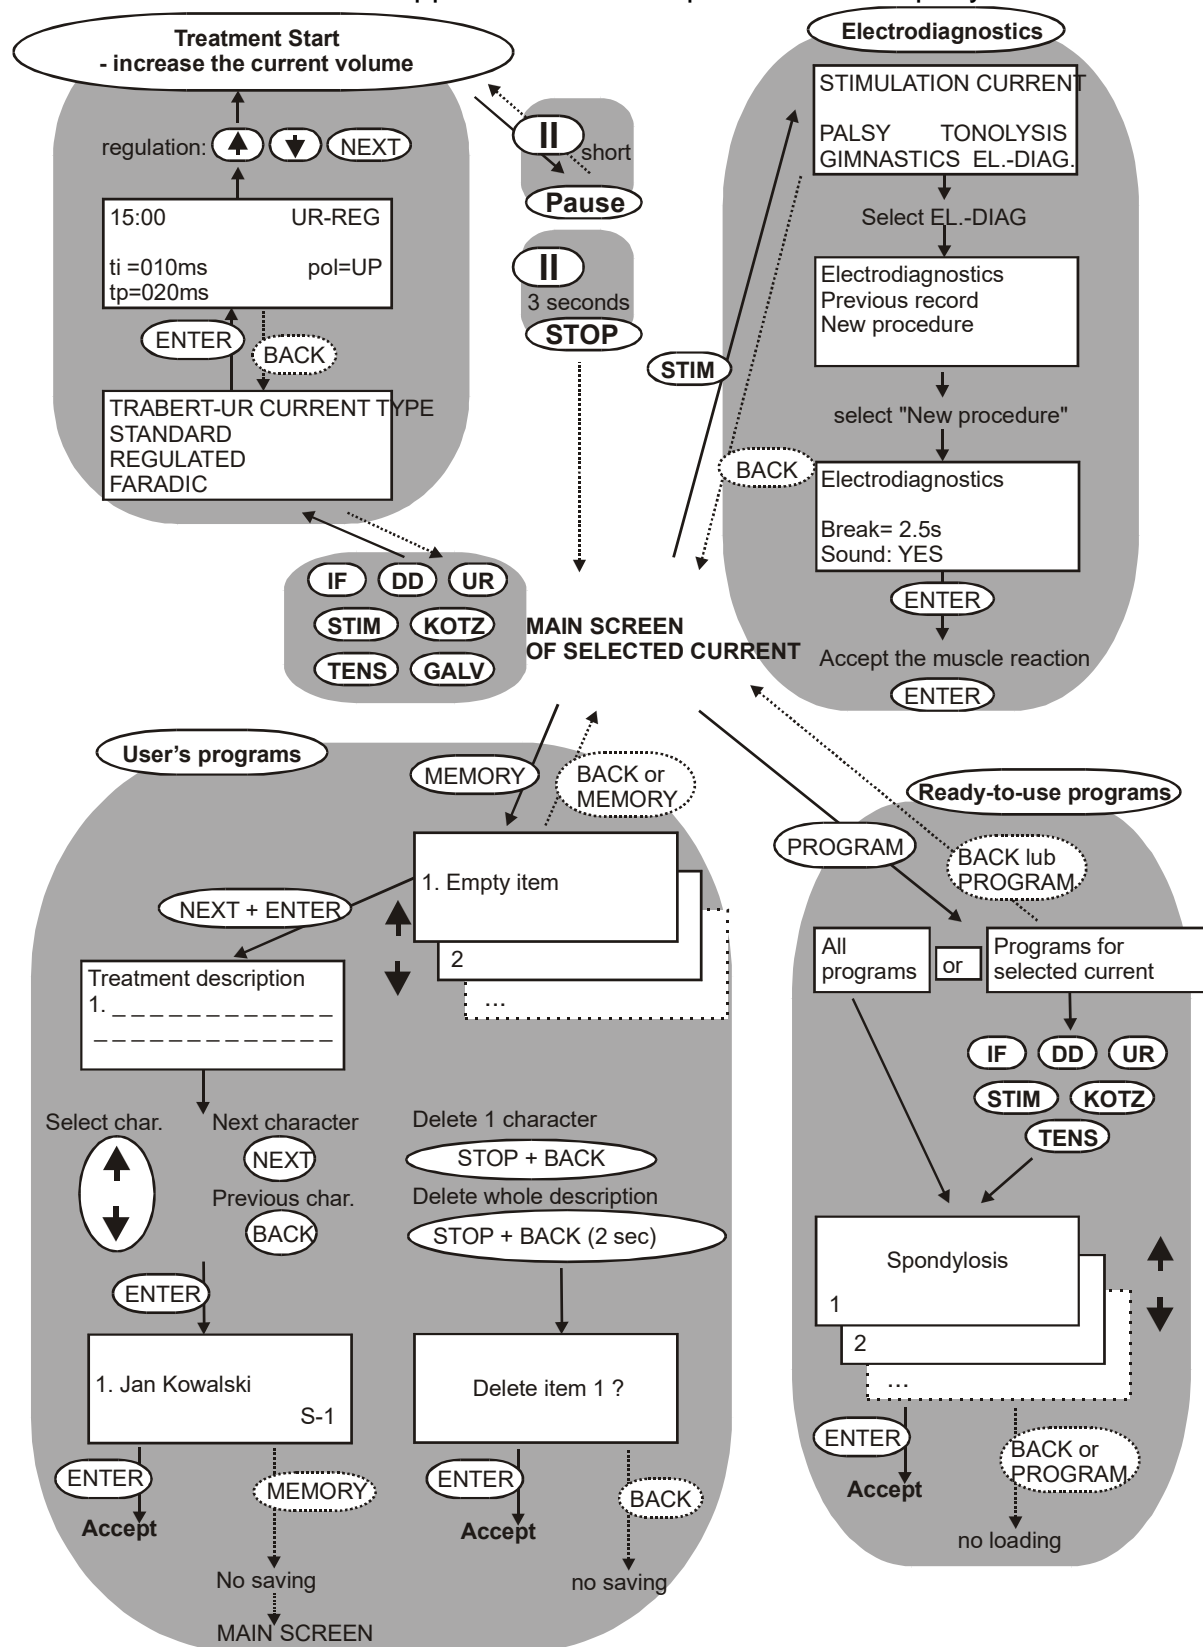 Treatment Start
- increase the current volume
regulation:
NEXT
15:00 UR-REG
ti =010ms pol=UP
tp=020ms
ENTER
BACK
TRABERT-UR CURRENT TYPE
STANDARD
REGULATED
FARADIC
II
short
Pause
II
3 seconds
STOP
Electrodiagnostics
STIMULATION CURRENT
PALSY TONOLYSIS
GIMNASTICS EL.-DIAG.
Select EL.-DIAG
Electrodiagnostics
Previous record
New procedure
select "New procedure"
Electrodiagnostics
Break= 2.5s
Sound: YES
ENTER
Accept the muscle reaction
ENTER
STIM
BACK
IF DD UR
STIM KOTZ
TENS GALV
MAIN SCREEN
OF SELECTED CURRENT
User's programs
MEMORY
BACK or
MEMORY
1. Empty item
2
...
NEXT + ENTER
Treatment description
1. _ _ _ _ _ _ _ _ _ _ _ _
_ _ _ _ _ _ _ _ _ _ _ _ _
Select char.
Next character
NEXT
Previous char.
BACK
Delete 1 character
STOP + BACK
Delete whole description
STOP + BACK (2 sec)
ENTER
1. Jan Kowalski
S-1
ENTER
Accept
MEMORY
No saving
MAIN SCREEN
Delete item 1 ?
ENTER
Accept
BACK
no saving
Ready-to-use programs
PROGRAM
BACK lub
PROGRAM
All
programs
or
Programs for
selected current
IF DD UR
STIM KOTZ
TENS
Spondylosis
1
2
...
ENTER
Accept
BACK or
PROGRAM
no loading